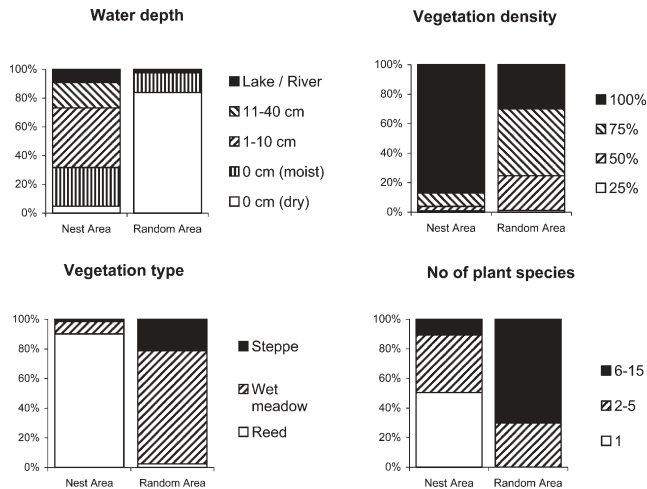 Water depth
100%
80%
60%
40%
20%
0%
Nest Area
Random Area
Lake / River
11-40 cm
1-10 cm
0 cm (moist)
0 cm (dry)
Vegetation density
100%
80%
60%
40%
20%
0%
Nest Area
Random Area
100%
75%
50%
25%
Vegetation type
100%
80%
60%
40%
20%
0%
Nest Area
Random Area
Steppe
Wet
meadow
Reed
No of plant species
100%
80%
60%
40%
20%
0%
Nest Area
Random Area
6-15
2-5
1